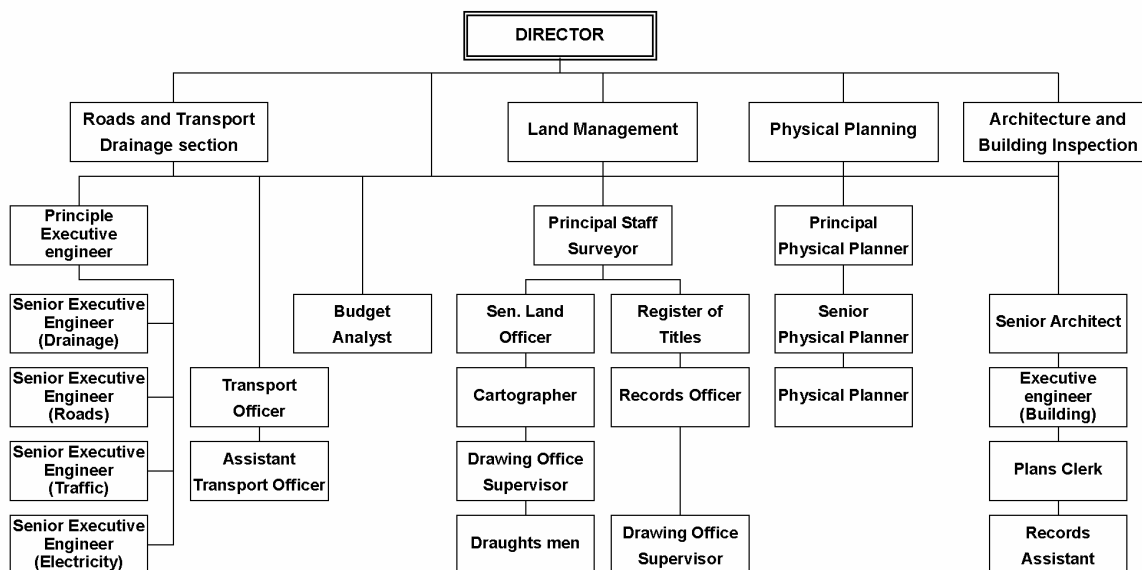 DIRECTOR
Roads and Transport
Drainage section
Land Management
Physical Planning
Architecture and
Building Inspection
Principle
Executive
engineer
Principal Staff
Surveyor
Principal
Physical Planner
Senior Executive
Engineer
(Drainage)
Budget
Analyst
Sen. Land
Officer
Register of
Titles
Senior
Physical Planner
Senior Architect
Senior Executive
Engineer
(Roads)
Transport
Officer
Cartographer
Records Officer
Physical Planner
Executive
engineer
(Building)
Senior Executive
Engineer
(Traffic)
Assistant
Transport Officer
Drawing Office
Supervisor
Plans Clerk
Senior Executive
Engineer
(Electricity)
Draughts men
Drawing Office
Supervisor
Records
Assistant